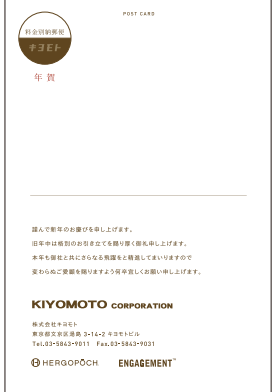 POST CARD
料金別納郵便
キヨモト
年賀
謹んで新年のお慶びを申し上げます。
旧年中は格別のお引き立てを賜り厚く御礼申し上げます。
本年も御社と共にさらなる飛躍をと精進してまいりますので
変わらぬご愛顧を賜りますよう何卒宜しくお願い申し上げます。
KIYOMOTO CORPORATION
株式会社キヨモト
東京都文京区湯島 3-14-2 キヨモトビル
Tel.03-5843-9011 Fax.03-5843-9031
HERGOPOCH
ENGAGEMENT™